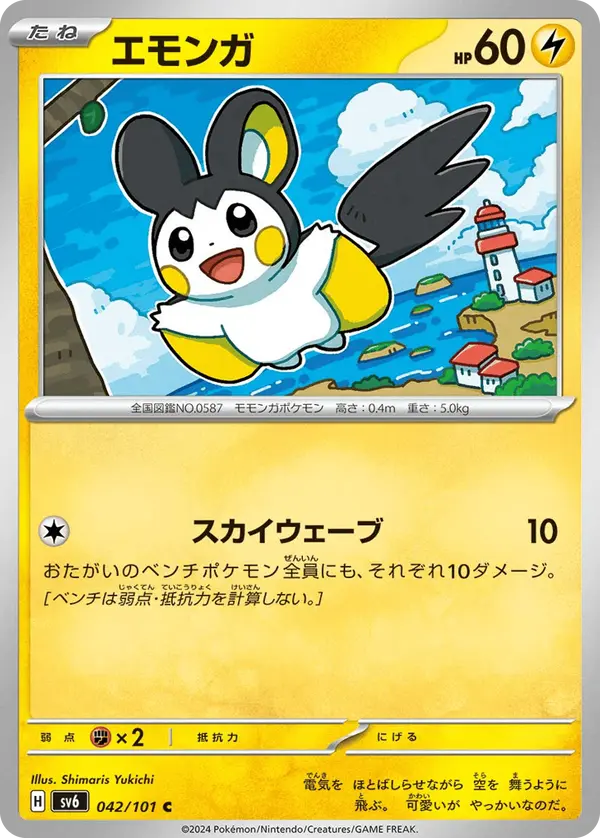 たね
エモンガ
HP60
全国図鑑NO.0587 モモンガポケモン 高さ:0.4m 重さ:5.0kg
スカイウェーブ 10
おたがいのベンチポケモン全員にも、それぞれ10ダメージ。
[ベンチは弱点・抵抗力を計算しない。]
弱点 ×2 抵抗力 にげる
Illus. Shimaris Yukichi
電気を ほとばしらせながら 空を 舞うように
飛ぶ。 可愛いが やっかいなのだ。
H sv6 042/101 C
©2024 Pokémon/Nintendo/Creatures/GAME FREAK.